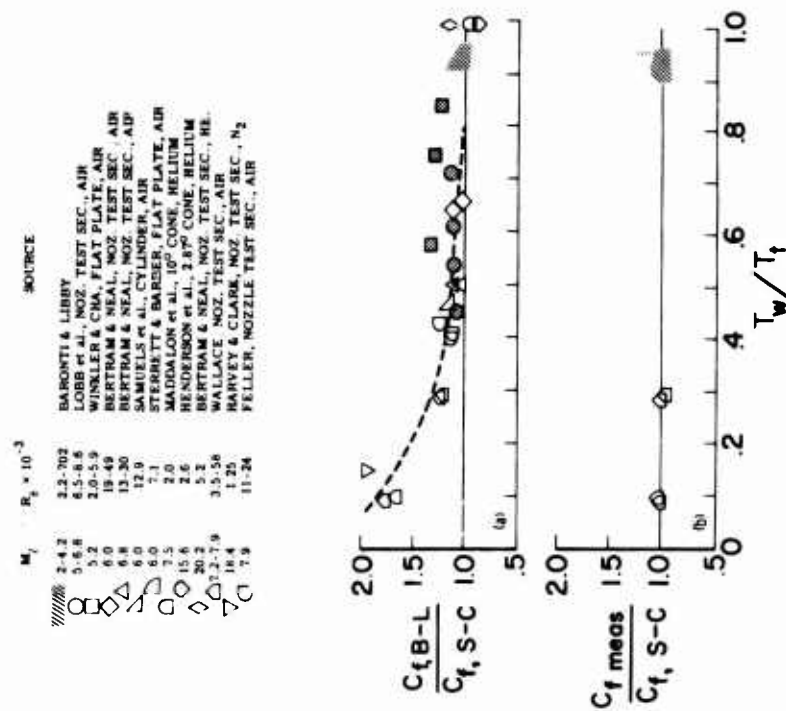 M_l R_θ × 10^-3 SOURCE
2-4.2 2.2-702 BARONTI & LIBBY
5-6.8 6.5-8.6 LOBB et al., NOZ. TEST SEC., AIR
5.2 2.0-5.9 WINKLER & CHA, FLAT PLATE, AIR
6.0 19-49 BERTRAM & NEAL, NOZ. TEST SEC., AIR
6.8 13-30 BERTRAM & NEAL, NOZ. TEST SEC., AIR
6.0 12.9 SAMUELS et al., CYLINDER, AIR
6.0 7.1 STERRETT & BARBER, FLAT PLATE, AIR
7.5 2.0 MADDALON et al., 10° CONE, HELIUM
15.6 2.6 HENDERSON et al., 2.87° CONE, HELIUM
20.2 5.2 BERTRAM & NEAL, NOZ. TEST SEC., HE.
7.2-7.9 3.5-58 WALLACE NOZ. TEST SEC., AIR
18.4 1.25 HARVEY & CLARK, NOZ. TEST SEC., N2
7.9 11-24 FELLER, NOZZLE TEST SEC., AIR
2.0
1.5
1.0
.5
C_f,B-L
C_f, S-C
(a)
2.0
1.5
1.0
.5
C_f meas
C_f, S-C
(b)
0 .2 .4 .6 .8 1.0
T_w/T_t